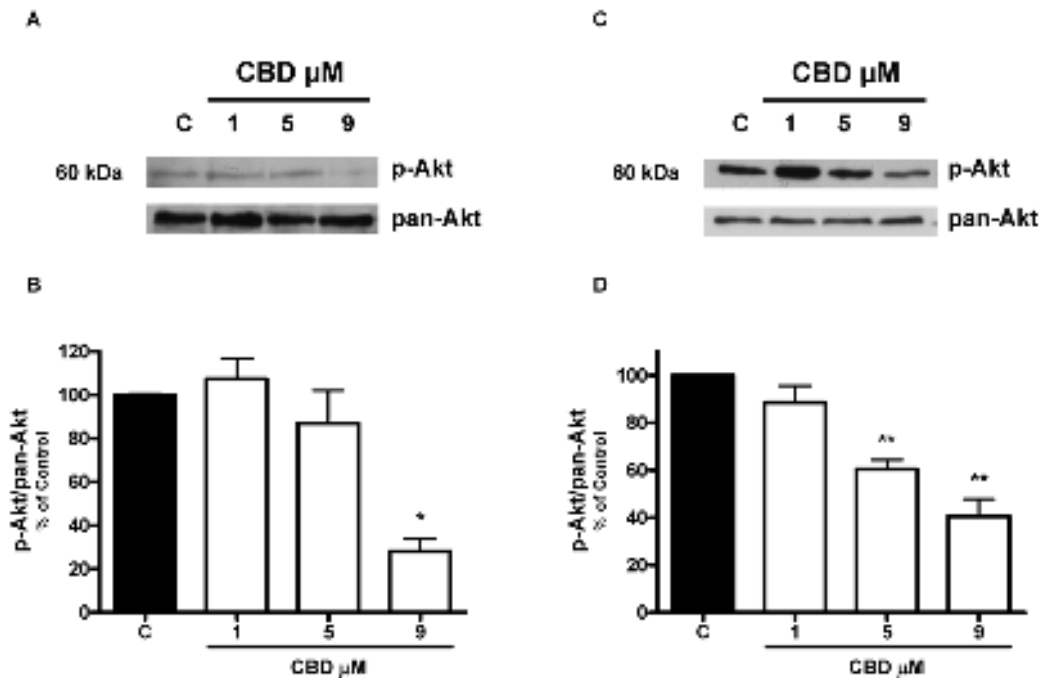 A
CBD µM
C 1 5 9
60 kDa
p-Akt
pan-Akt
B
p-Akt/pan-Akt
% of Control
120
100
80
60
40
20
0
*
C 1 5 9
CBD µM
C
CBD µM
C 1 5 9
60 kDa
p-Akt
pan-Akt
D
p-Akt/pan-Akt
% of Control
100
80
60
40
20
0
**
**
C 1 5 9
CBD µM